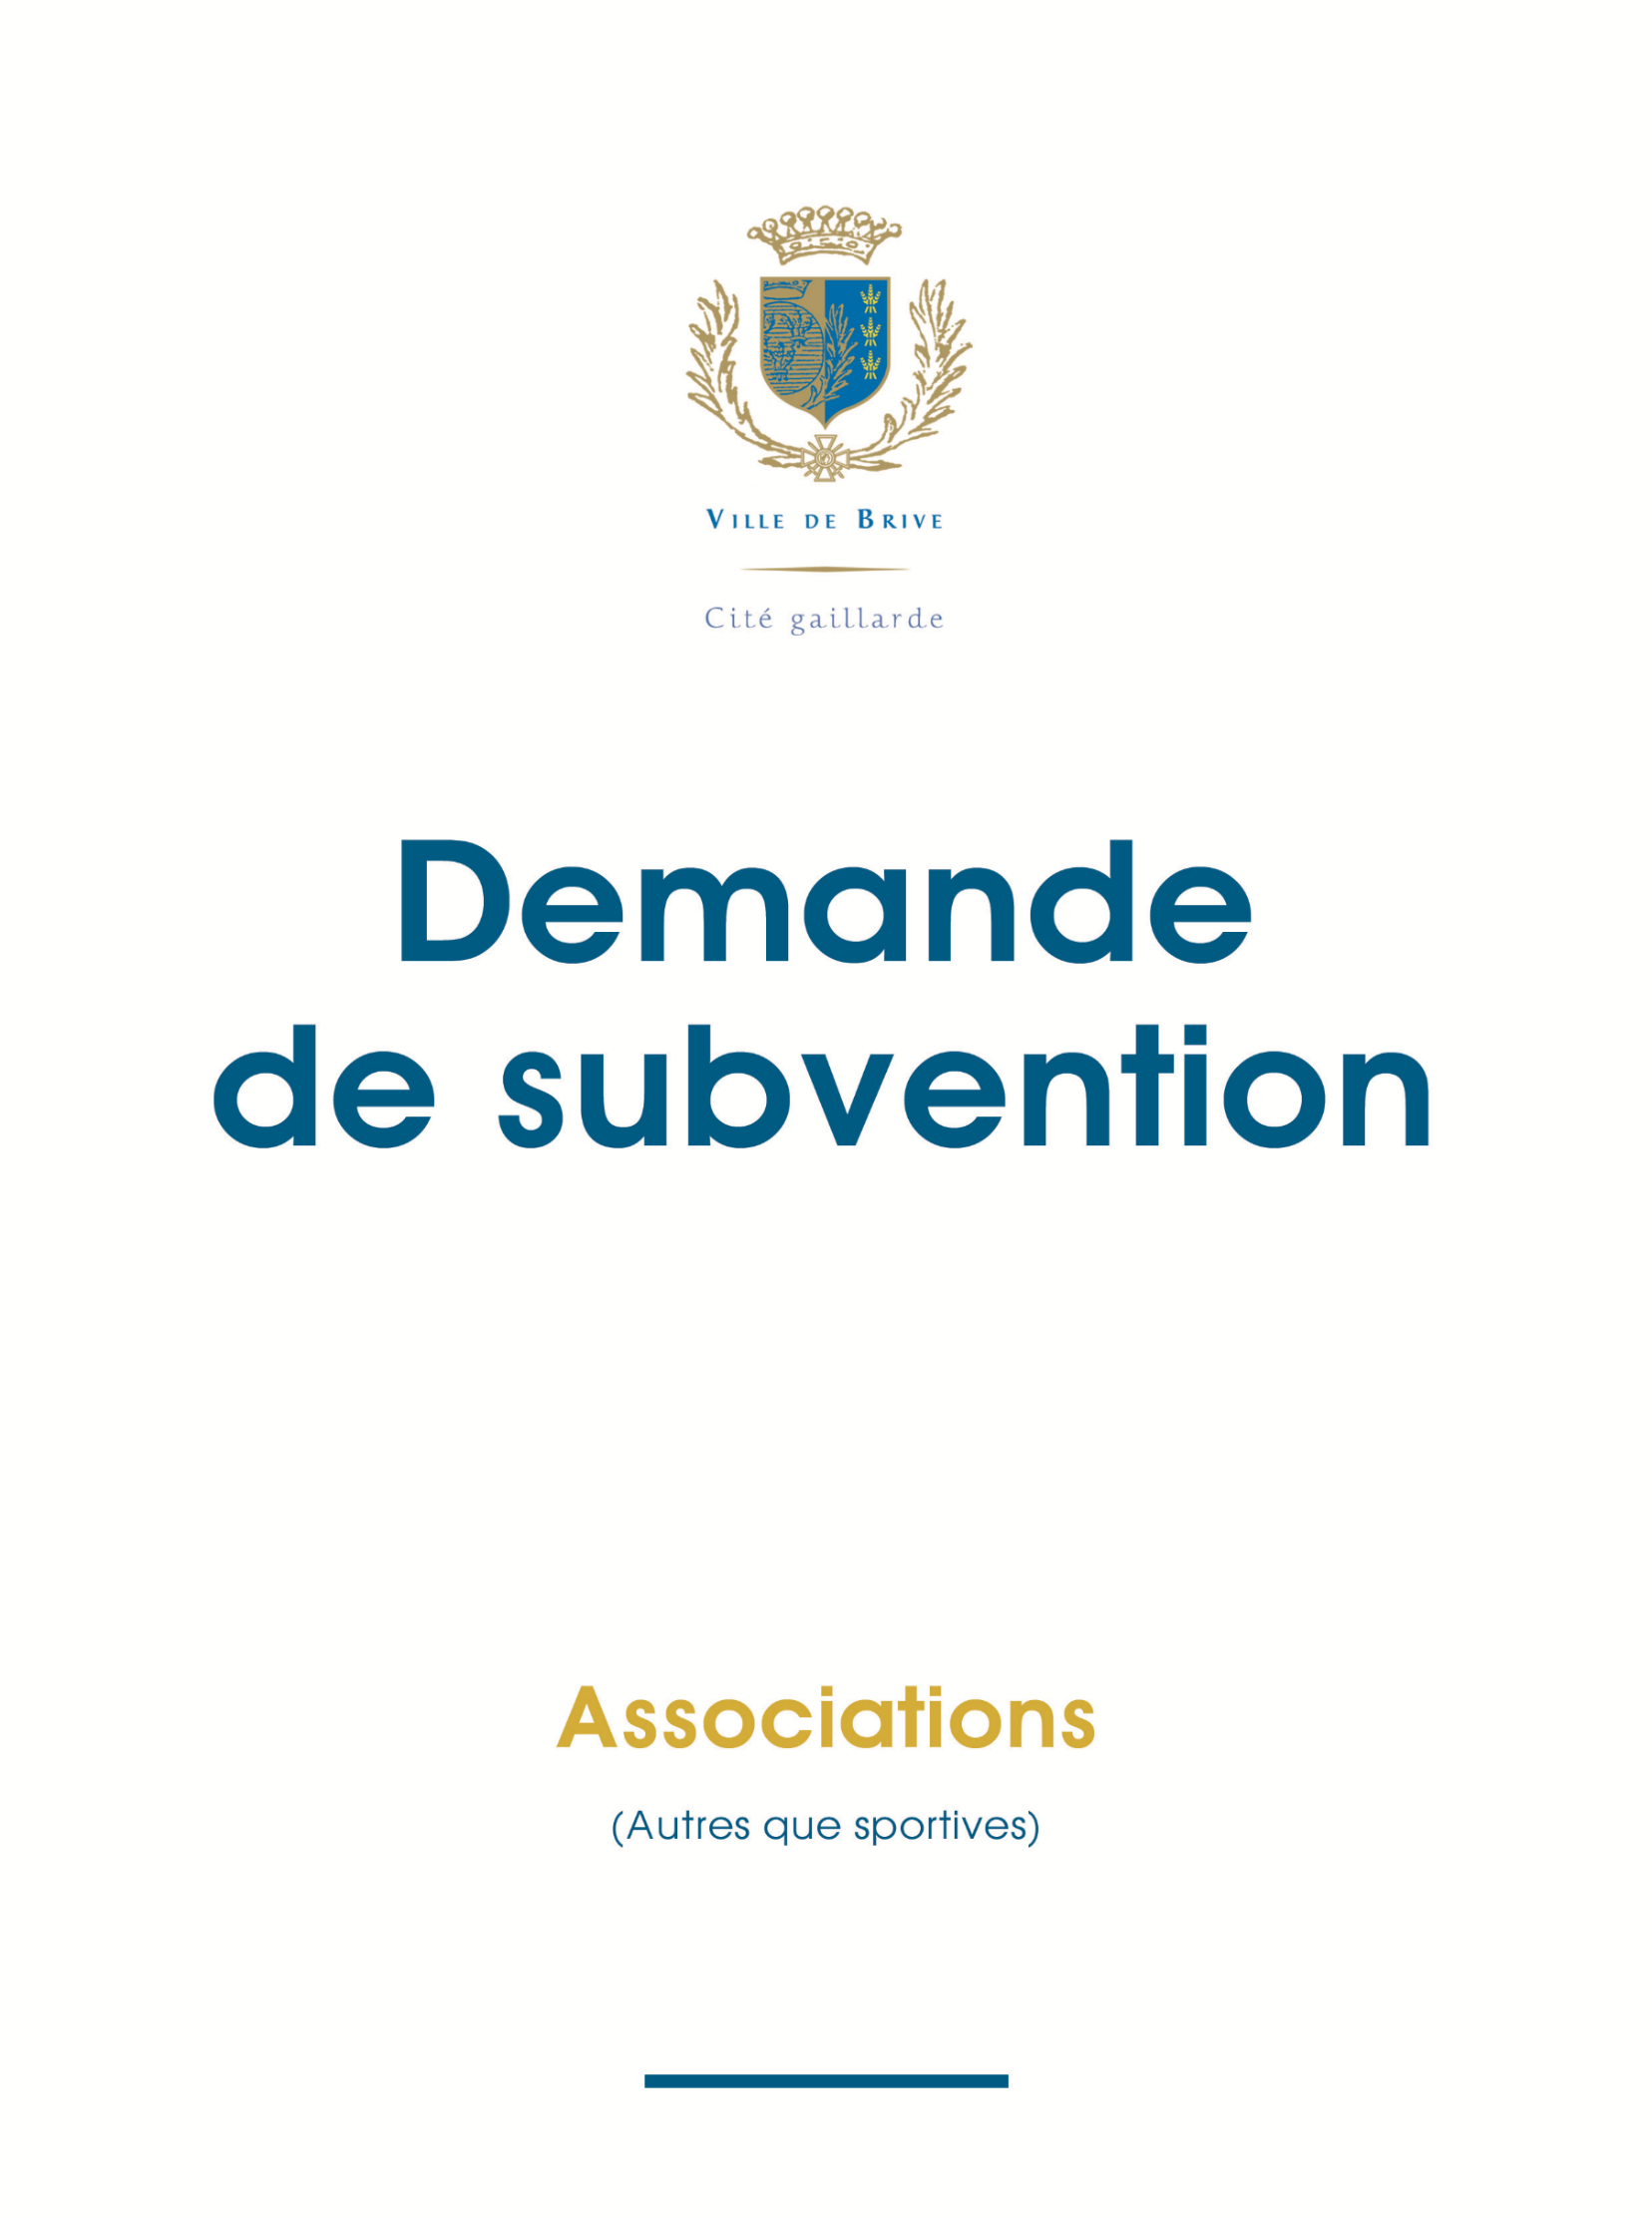 Ville de Brive
Cité gaillarde
Demande
de subvention
Associations
(Autres que sportives)